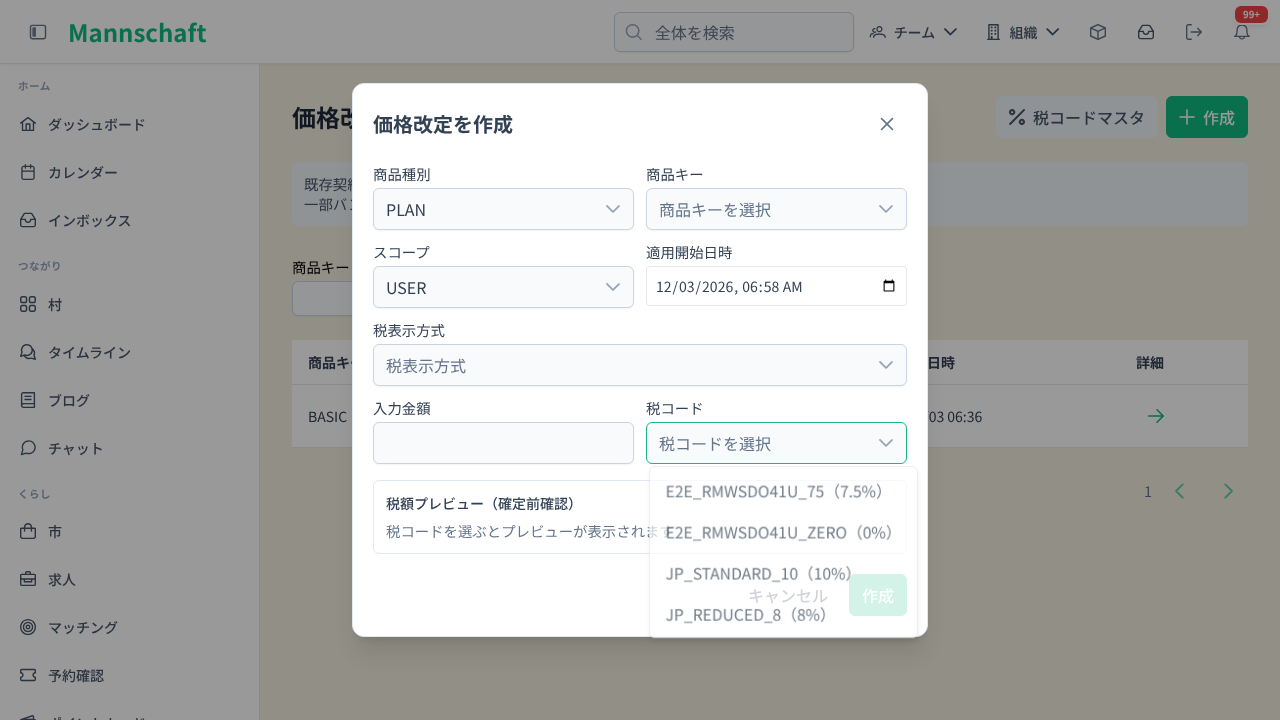 Mannschaft
全体を検索
チーム
組織
99+
ホーム
ダッシュボード
カレンダー
インボックス
つながり
村
タイムライン
ブログ
チャット
くらし
市
求人
マッチング
予約確認
価格改
税コードマスタ
作成
既存契約
一部バ
商品キー
商品キー
日時
詳細
BASIC
03 06:36
1
価格改定を作成
商品種別
商品キー
PLAN
商品キーを選択
スコープ
適用開始日時
USER
12/03/2026, 06:58 AM
税表示方式
税表示方式
入力金額
税コード
税コードを選択
税額プレビュー（確定前確認）
税コードを選ぶとプレビューが表示されます
E2E_RMWSDO41U_75（7.5%）
E2E_RMWSDO41U_ZERO（0%）
JP_STANDARD_10（10%）
JP_REDUCED_8（8%）
キャンセル
作成